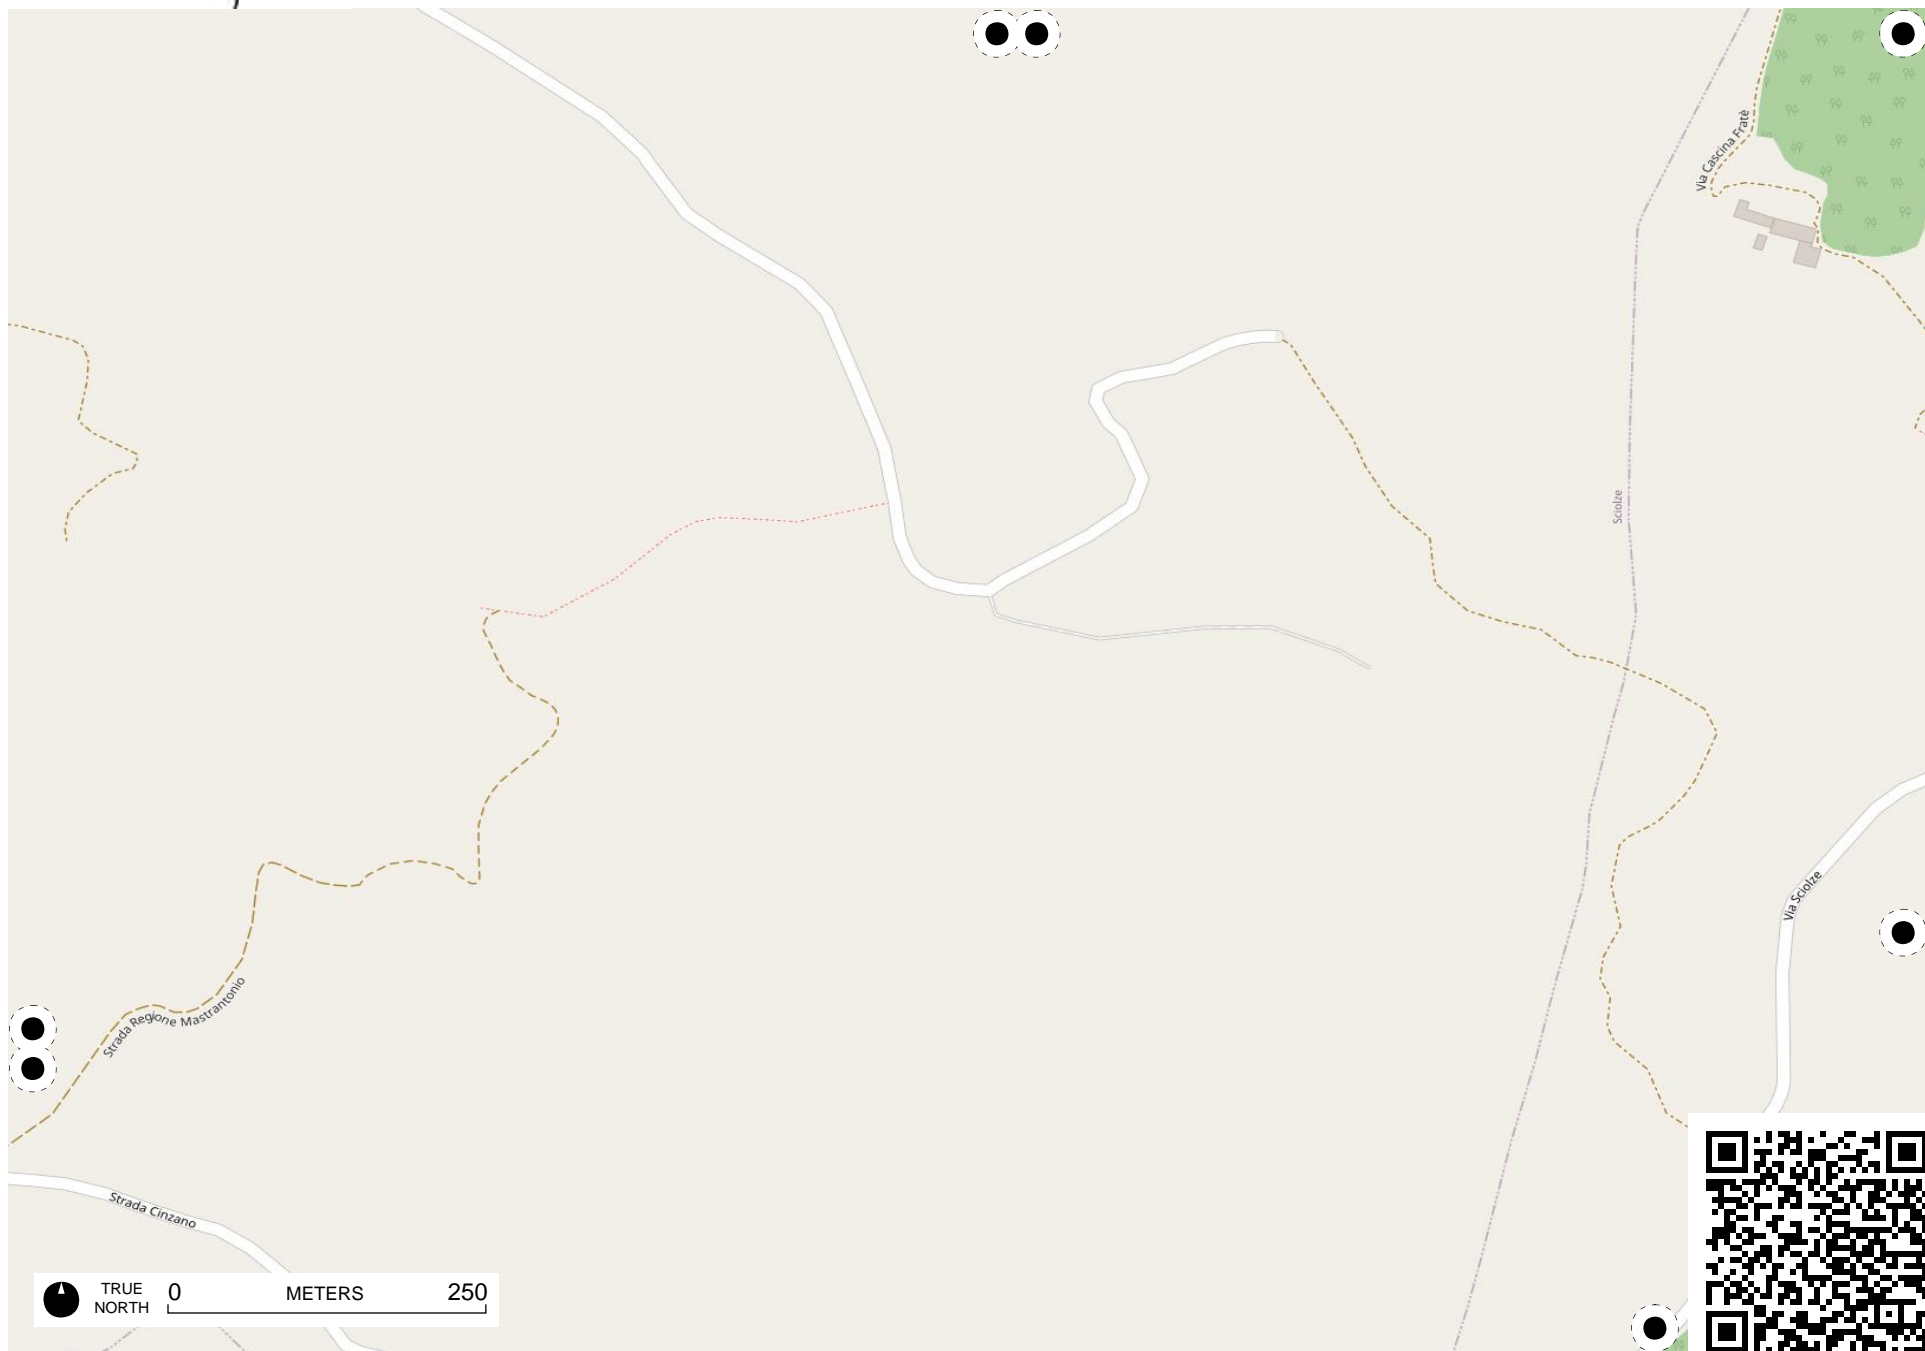 Via Cascina Fratè
Sciolze
Via Sciolze
Strada Regione Mastrantonio
Strada Cinzano
TRUE
NORTH
0
METERS
250